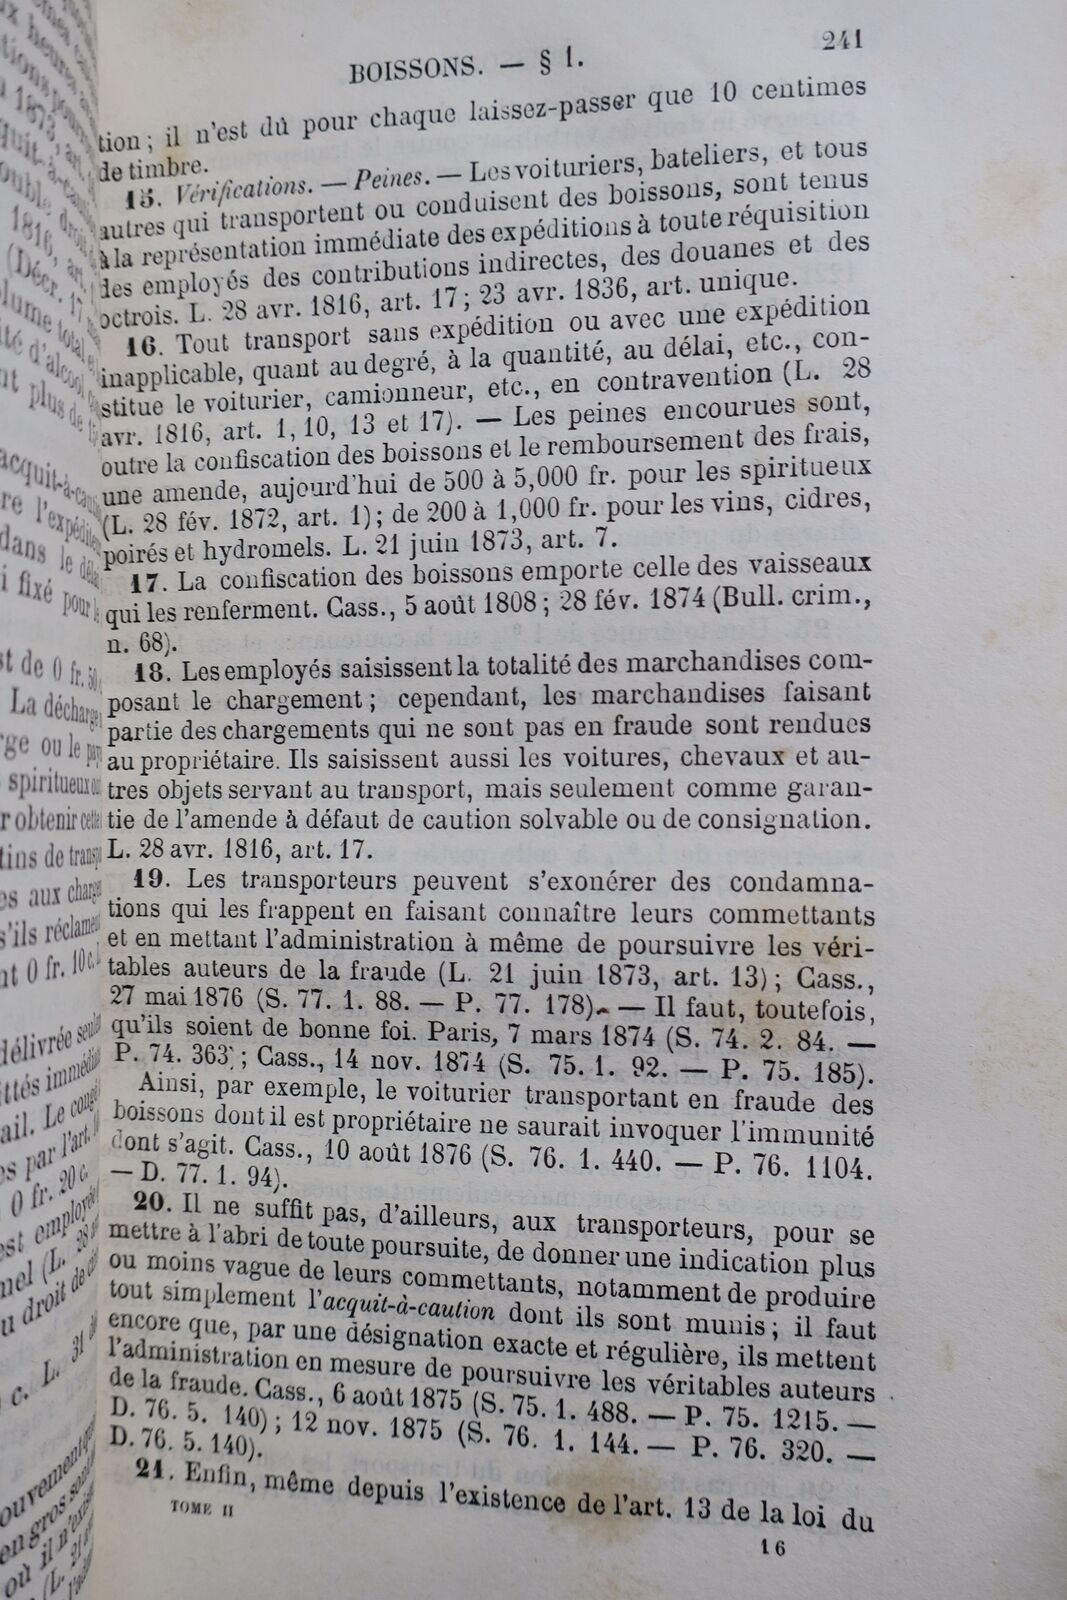 BOISSONS. — § 1.
241
tion ; il n'est dû pour chaque laissez-passer que 10 centimes
de timbre.
15. Vérifications. — Peines. — Les voituriers, bateliers, et tous
autres qui transportent ou conduisent des boissons, sont tenus
à la représentation immédiate des expéditions à toute réquisition
des employés des contributions indirectes, des douanes et des
octrois. L. 28 avr. 1816, art. 17 ; 23 avr. 1836, art. unique.
16. Tout transport sans expédition ou avec une expédition
inapplicable, quant au degré, à la quantité, au délai, etc., con-
stitue le voiturier, camionneur, etc., en contravention (L. 28
avr. 1816, art. 1, 10, 13 et 17). — Les peines encourues sont,
outre la confiscation des boissons et le remboursement des frais,
une amende, aujourd'hui de 500 à 5,000 fr. pour les spiritueux
(L. 28 fév. 1872, art. 1) ; de 200 à 1,000 fr. pour les vins, cidres,
poirés et hydromels. L. 21 juin 1873, art. 7.
17. La confiscation des boissons emporte celle des vaisseaux
qui les renferment. Cass., 5 août 1808 ; 28 fév. 1874 (Bull. crim.,
n. 68).
18. Les employés saisissent la totalité des marchandises com-
posant le chargement ; cependant, les marchandises faisant
partie des chargements qui ne sont pas en fraude sont rendues
au propriétaire. Ils saisissent aussi les voitures, chevaux et au-
tres objets servant au transport, mais seulement comme garan-
tie de l'amende à défaut de caution solvable ou de consignation.
L. 28 avr. 1816, art. 17.
19. Les transporteurs peuvent s'exonérer des condamna-
tions qui les frappent en faisant connaître leurs commettants
et en mettant l'administration à même de poursuivre les véri-
tables auteurs de la fraude (L. 21 juin 1873, art. 13) ; Cass.,
27 mai 1876 (S. 77. 1. 88. — P. 77. 178). — Il faut, toutefois,
qu'ils soient de bonne foi. Paris, 7 mars 1874 (S. 74. 2. 84. —
P. 74. 363) ; Cass., 14 nov. 1874 (S. 75. 1. 92. — P. 75. 185).
Ainsi, par exemple, le voiturier transportant en fraude des
boissons dont il est propriétaire ne saurait invoquer l'immunité
dont s'agit. Cass., 10 août 1876 (S. 76. 1. 440. — P. 76. 1104.
— D. 77. 1. 94).
20. Il ne suffit pas, d'ailleurs, aux transporteurs, pour se
mettre à l'abri de toute poursuite, de donner une indication plus
ou moins vague de leurs commettants, notamment de produire
tout simplement l'acquit-à-caution dont ils sont munis ; il faut
encore que, par une désignation exacte et régulière, ils mettent
l'administration en mesure de poursuivre les véritables auteurs
de la fraude. Cass., 6 août 1875 (S. 75. 1. 488. — P. 75. 1215. —
D. 76. 5. 140) ; 12 nov. 1875 (S. 76. 1. 144. — P. 76. 320. —
D. 76. 5. 140).
21. Enfin, même depuis l'existence de l'art. 13 de la loi du
TOME II
16